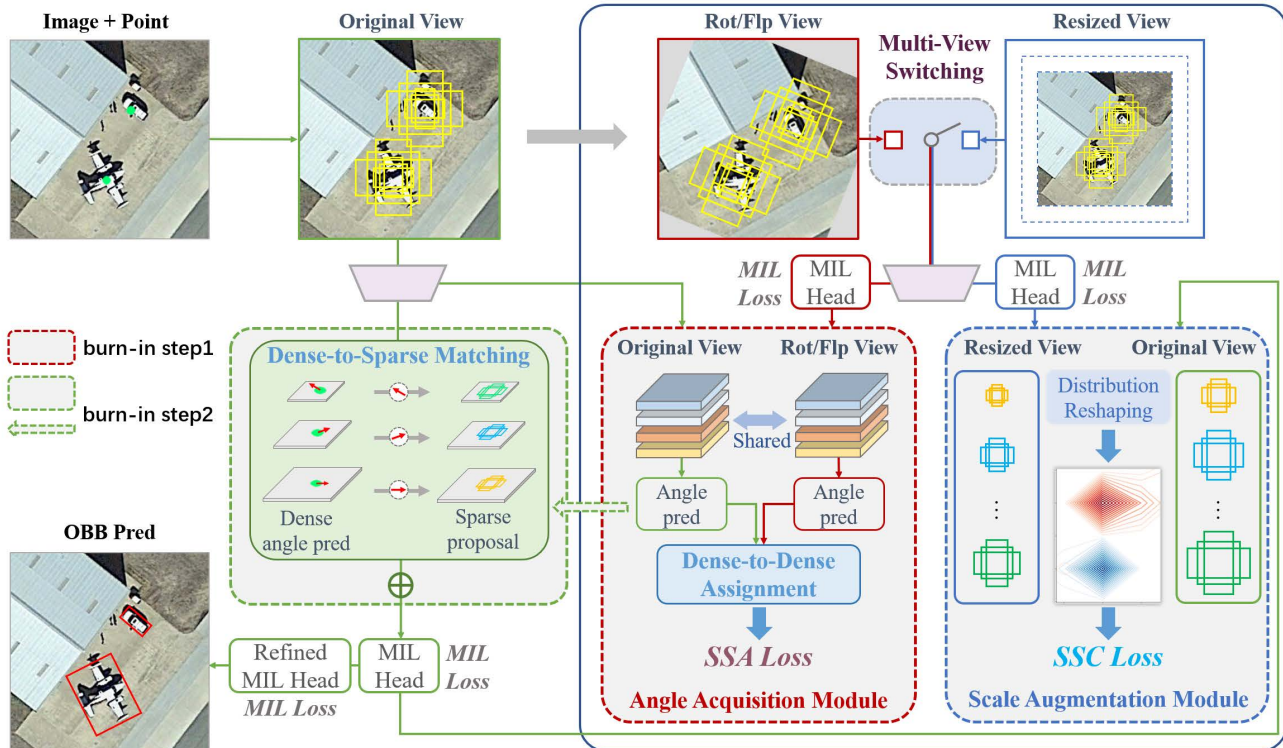 Image + Point
Original View
Rot/Flp View
Multi-View
Switching
Resized View
MIL
Loss
MIL
Head
MIL
Head
MIL
Loss
burn-in step1
burn-in step2
Dense-to-Sparse Matching
Dense
angle pred
Sparse
proposal
Original View
Rot/Flp View
Shared
Angle
pred
Angle
pred
Dense-to-Dense
Assignment
SSA Loss
Angle Acquisition Module
Resized View
Original View
Distribution
Reshaping
SSC Loss
Scale Augmentation Module
OBB Pred
Refined
MIL Head
MIL Loss
MIL
Head
MIL
Loss